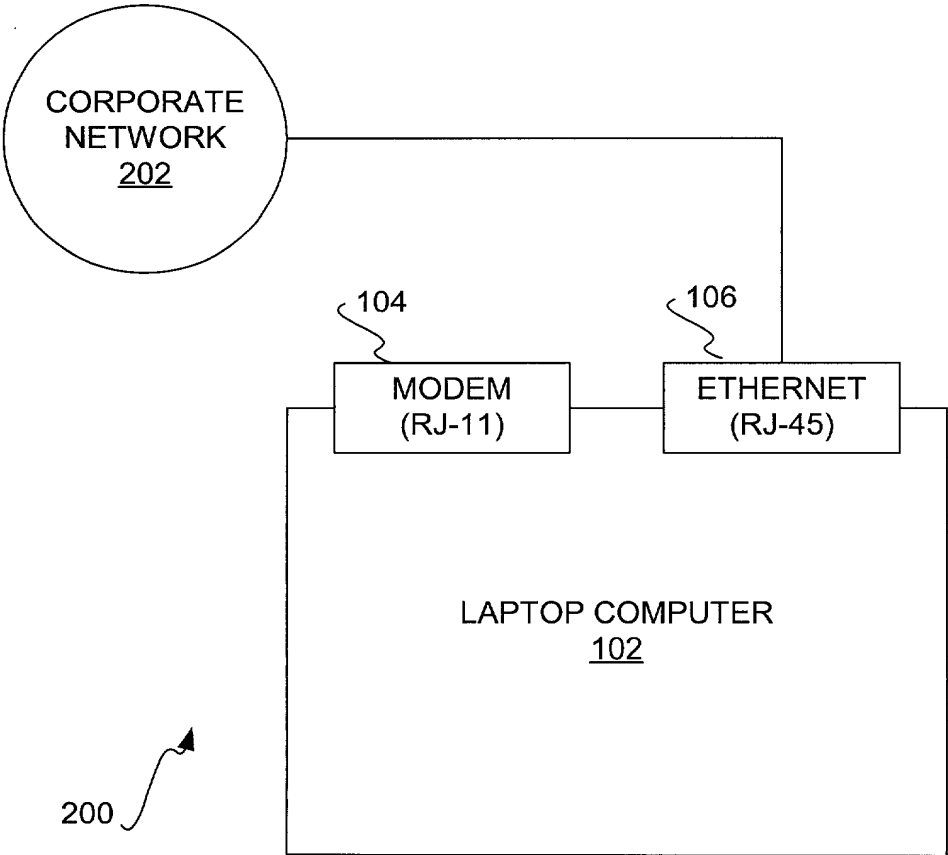 CORPORATE
NETWORK
202
104
106
MODEM
(RJ-11)
ETHERNET
(RJ-45)
LAPTOP COMPUTER
102
200